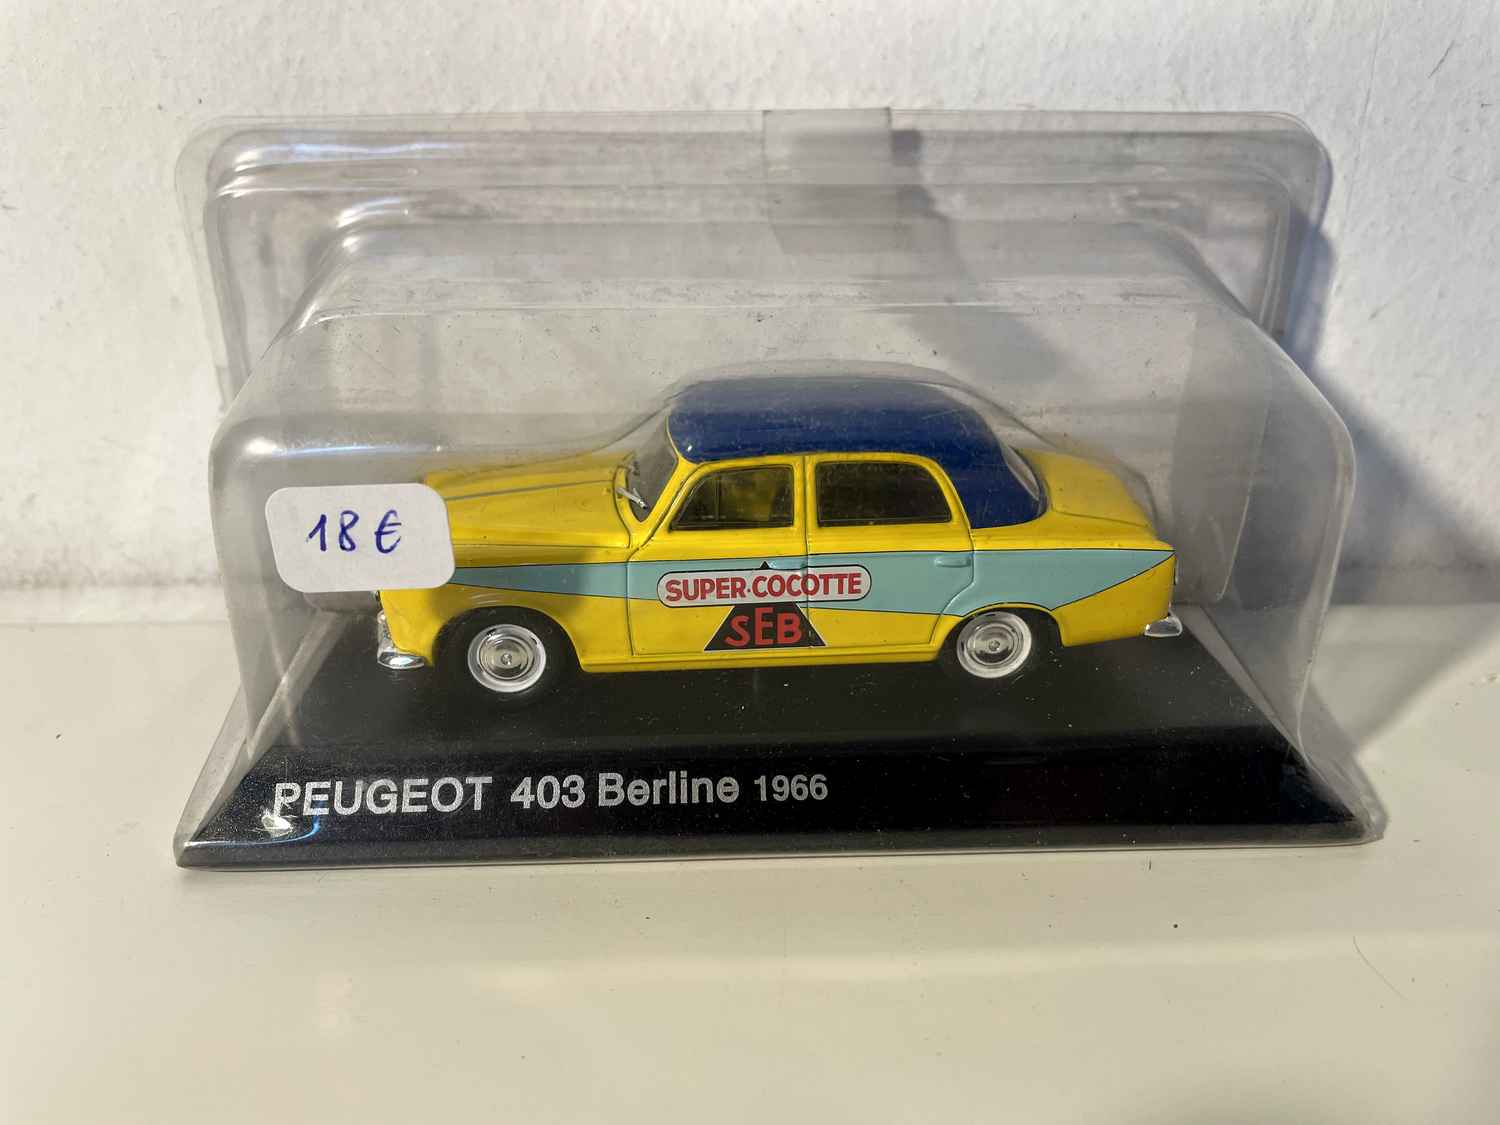 18 €
SUPER·COCOTTE
SEB
PEUGEOT 403 Berline 1966